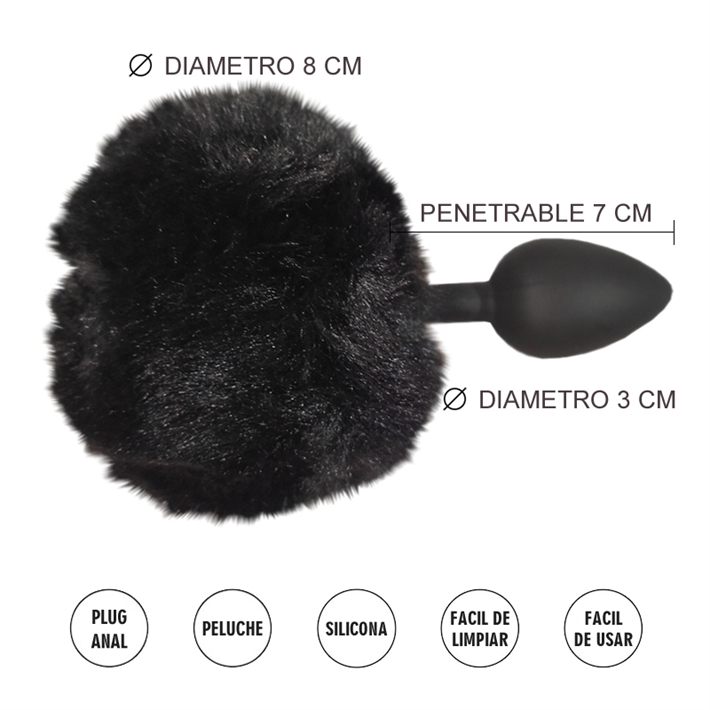 Ø DIAMETRO 8 CM
PENETRABLE 7 CM
Ø DIAMETRO 3 CM
PLUG
ANAL
PELUCHE
SILICONA
FACIL DE
LIMPIAR
FACIL
DE USAR